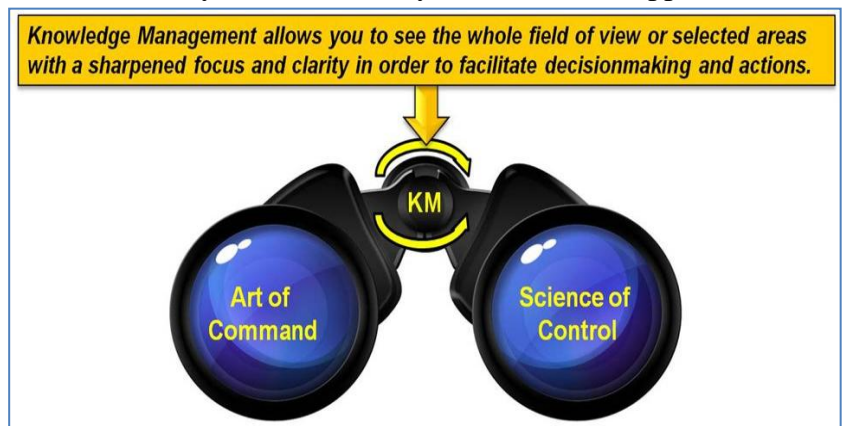 Knowledge Management allows you to see the whole field of view or selected areas
with a sharpened focus and clarity in order to facilitate decisionmaking and actions.
KM
Art of
Command
Science of
Control